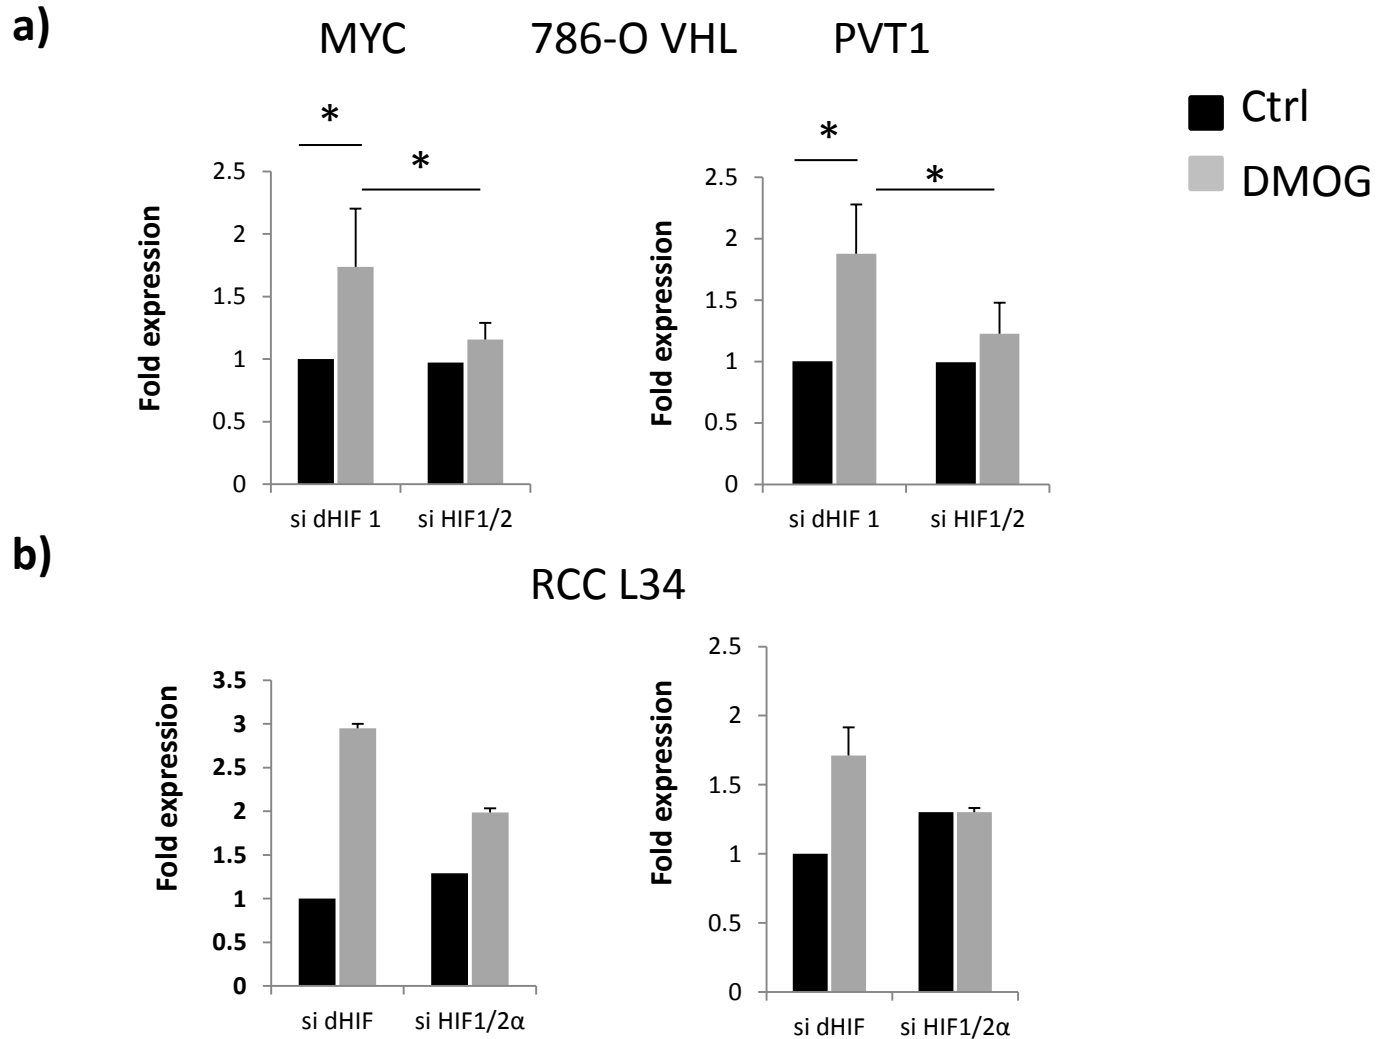 a)
MYC 786-O VHL PVT1
Ctrl
DMOG
*
*
Fold expression
2.5
2
1.5
1
0.5
0
si dHIF 1 si HIF1/2
*
*
Fold expression
2.5
2
1.5
1
0.5
0
si dHIF 1 si HIF1/2
b)
RCC L34
Fold expression
3.5
3
2.5
2
1.5
1
0.5
0
si dHIF si HIF1/2α
Fold expression
2.5
2
1.5
1
0.5
0
si dHIF si HIF1/2α